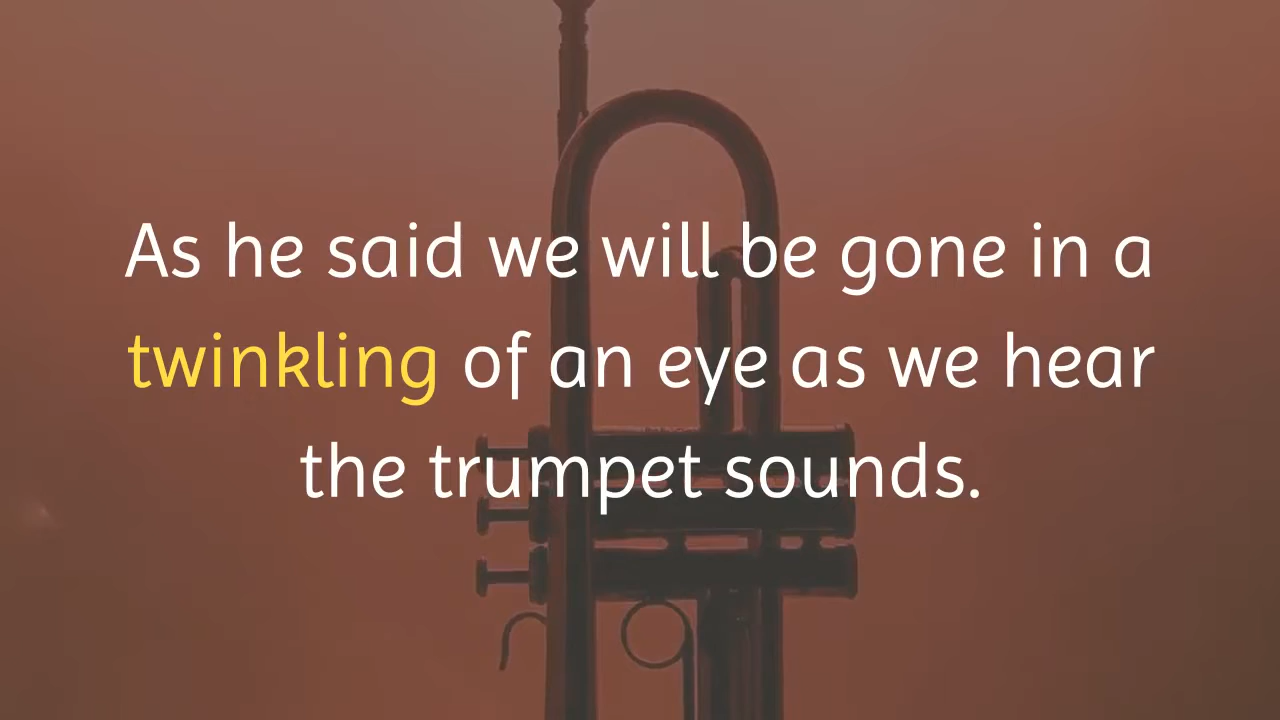 As he said we will be gone in a
twinkling of an eye as we hear
the trumpet sounds.